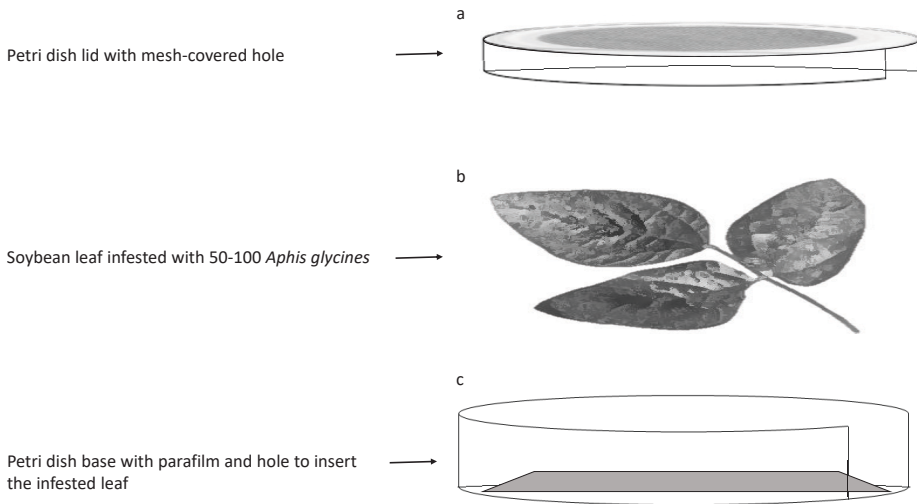 a
Petri dish lid with mesh-covered hole
b
Soybean leaf infested with 50-100 Aphis glycines
c
Petri dish base with parafilm and hole to insert
the infested leaf